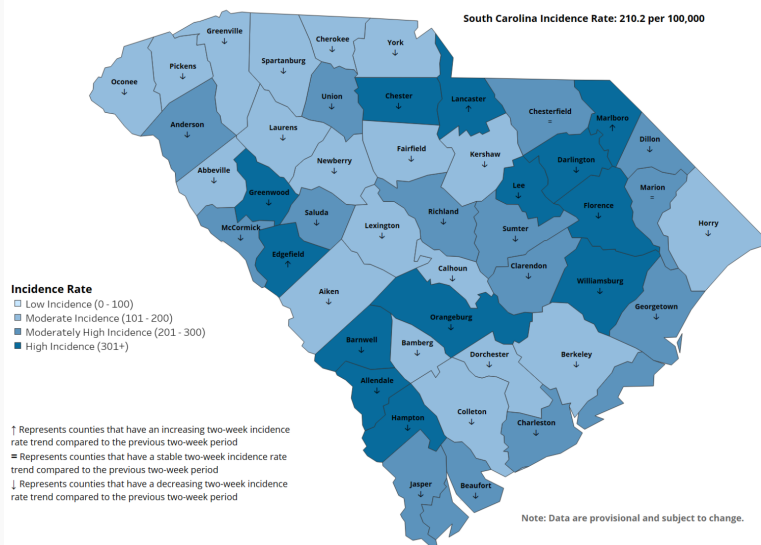 South Carolina Incidence Rate: 210.2 per 100,000
Greenville
↓
Cherokee
↓
York
↓
Pickens
↓
Spartanburg
↓
Oconee
↓
Union
↓
Chester
↓
Lancaster
↑
Chesterfield
=
Marlboro
↑
Anderson
↓
Laurens
↓
Dillon
↓
Fairfield
↓
Kershaw
↓
Newberry
↓
Darlington
↓
Abbeville
↓
Greenwood
↓
Lee
↓
Marion
=
Florence
↓
Saluda
↓
Richland
↓
McCormick
↓
Lexington
↓
Sumter
↓
Horry
↓
Edgefield
↑
Calhoun
↓
Clarendon
↓
Williamsburg
↓
Aiken
↓
Georgetown
↓
Orangeburg
↓
Barnwell
↓
Bamberg
↓
Dorchester
↓
Berkeley
↓
Allendale
↓
Colleton
↓
Hampton
↓
Charleston
↓
Jasper
↓
Beaufort
↓
Incidence Rate
Low Incidence (0 - 100)
Moderate Incidence (101 - 200)
Moderately High Incidence (201 - 300)
High Incidence (301+)
↑ Represents counties that have an increasing two-week incidence
rate trend compared to the previous two-week period
= Represents counties that have a stable two-week incidence rate
trend compared to the previous two-week period
↓ Represents counties that have a decreasing two-week incidence
rate trend compared to the previous two-week period
Note: Data are provisional and subject to change.